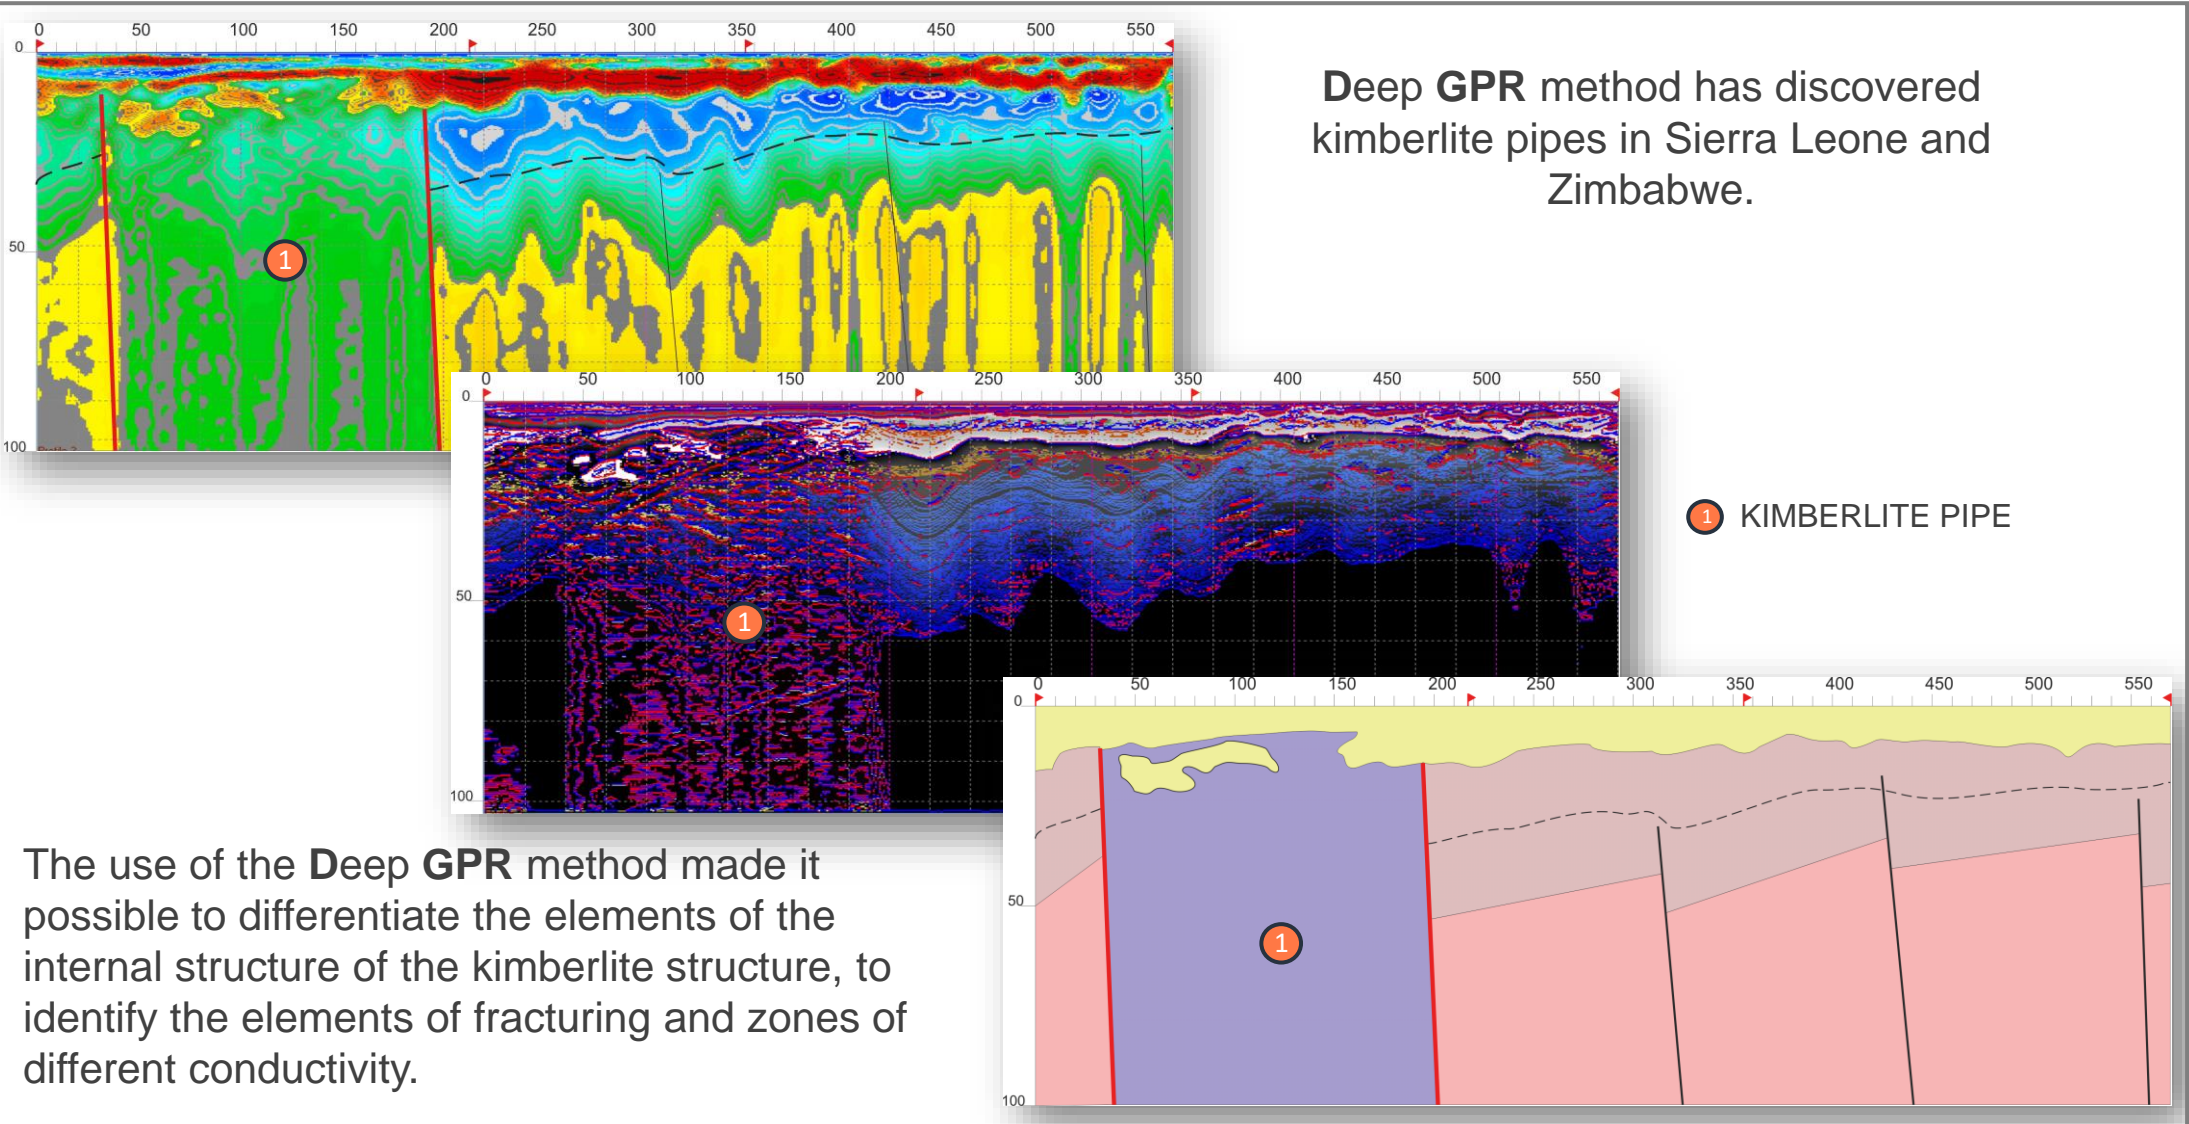 0 50 100 150 200 250 300 350 400 450 500 550
0
50
100
1
Deep GPR method has discovered
kimberlite pipes in Sierra Leone and
Zimbabwe.
0 50 100 150 200 250 300 350 400 450 500 550
0
50
100
1
1 KIMBERLITE PIPE
0 50 100 150 200 250 300 350 400 450 500 550
0
50
100
1
The use of the Deep GPR method made it
possible to differentiate the elements of the
internal structure of the kimberlite structure, to
identify the elements of fracturing and zones of
different conductivity.